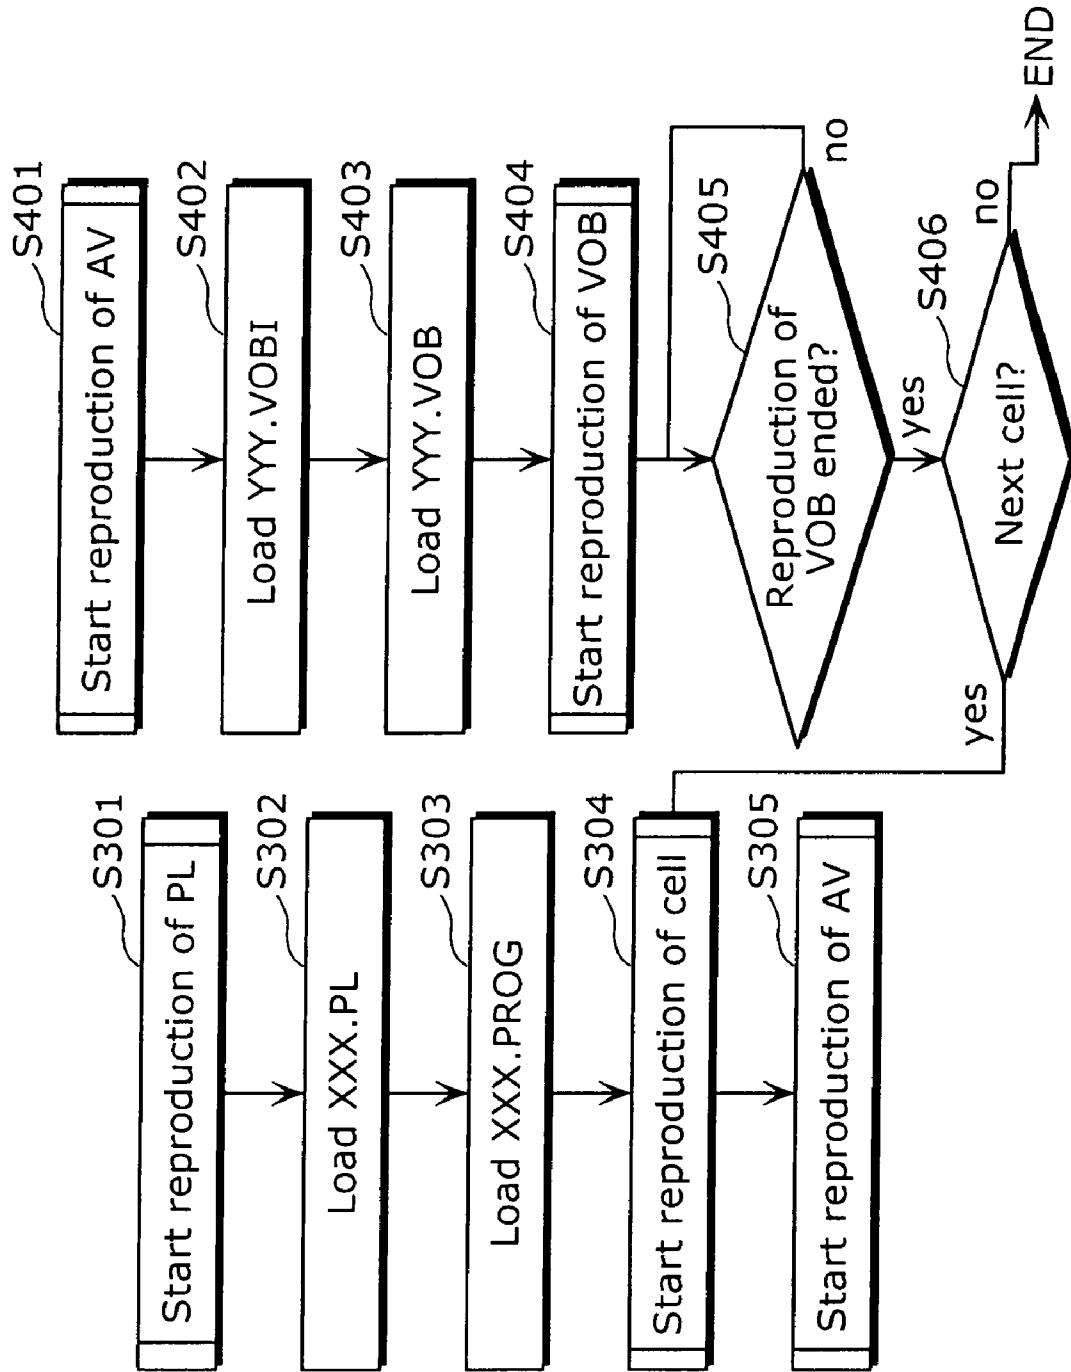 S301
Start reproduction of PL
S302
Load XXX.PL
S303
Load XXX.PROG
S304
Start reproduction of cell
S305
Start reproduction of AV
S401
Start reproduction of AV
S402
Load YYY.VOBI
S403
Load YYY.VOB
S404
Start reproduction of VOB
S405
Reproduction of
VOB ended?
no
yes
S406
Next cell?
yes
no
END